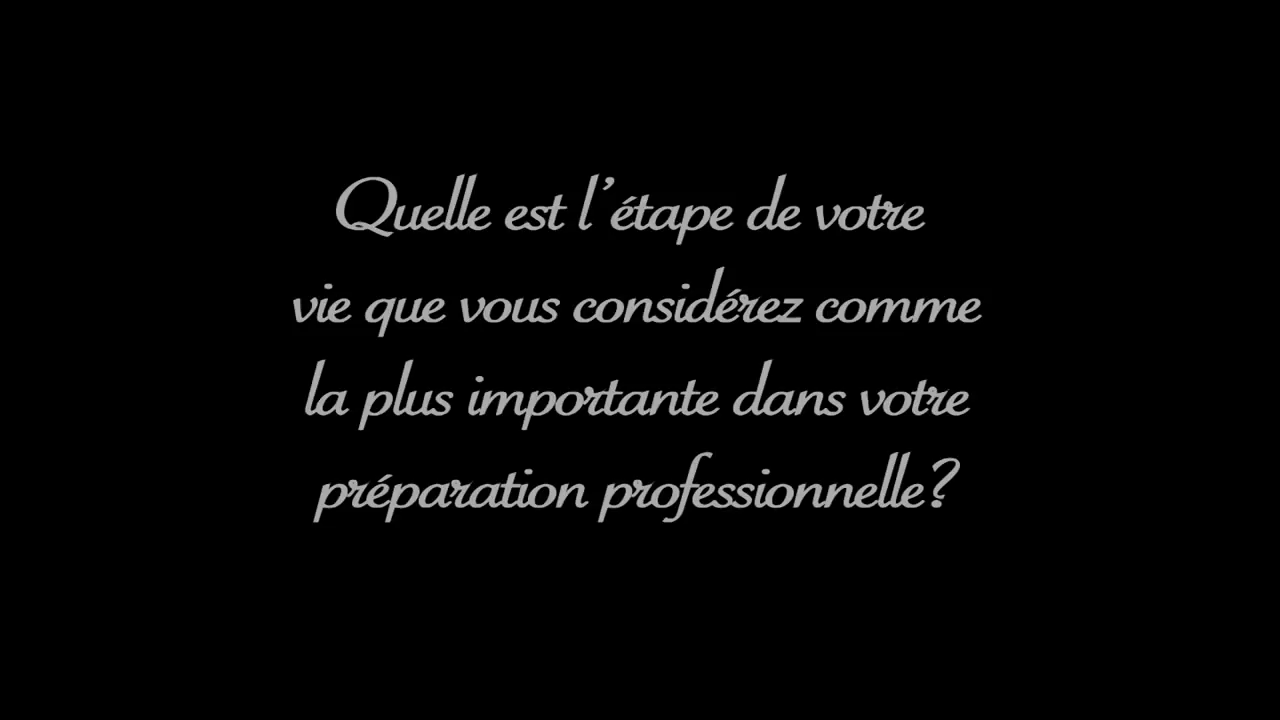 Quelle est l'étape de votre
vie que vous considérez comme
la plus importante dans votre
préparation professionnelle?